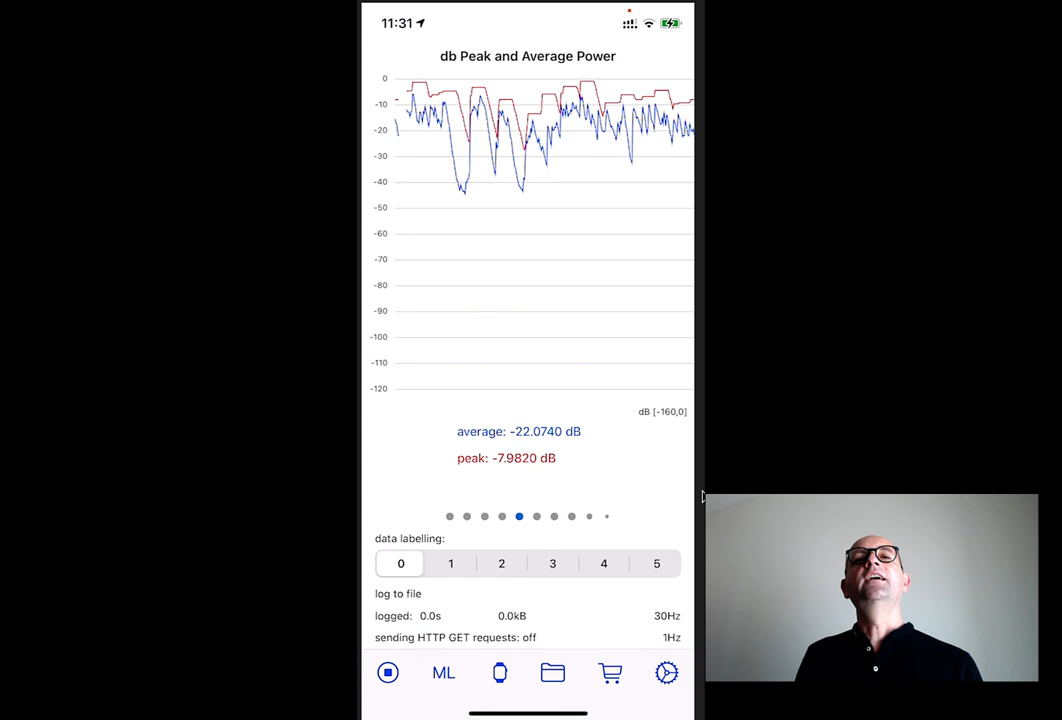 11:31
db Peak and Average Power
0
-10
-20
-30
-40
-50
-60
-70
-80
-90
-100
-110
-120
dB [-160,0]
average: -22.0740 dB
peak: -7.9820 dB
data labelling:
0 1 2 3 4 5
log to file
logged: 0.0s 0.0kB 30Hz
sending HTTP GET requests: off 1Hz
ML